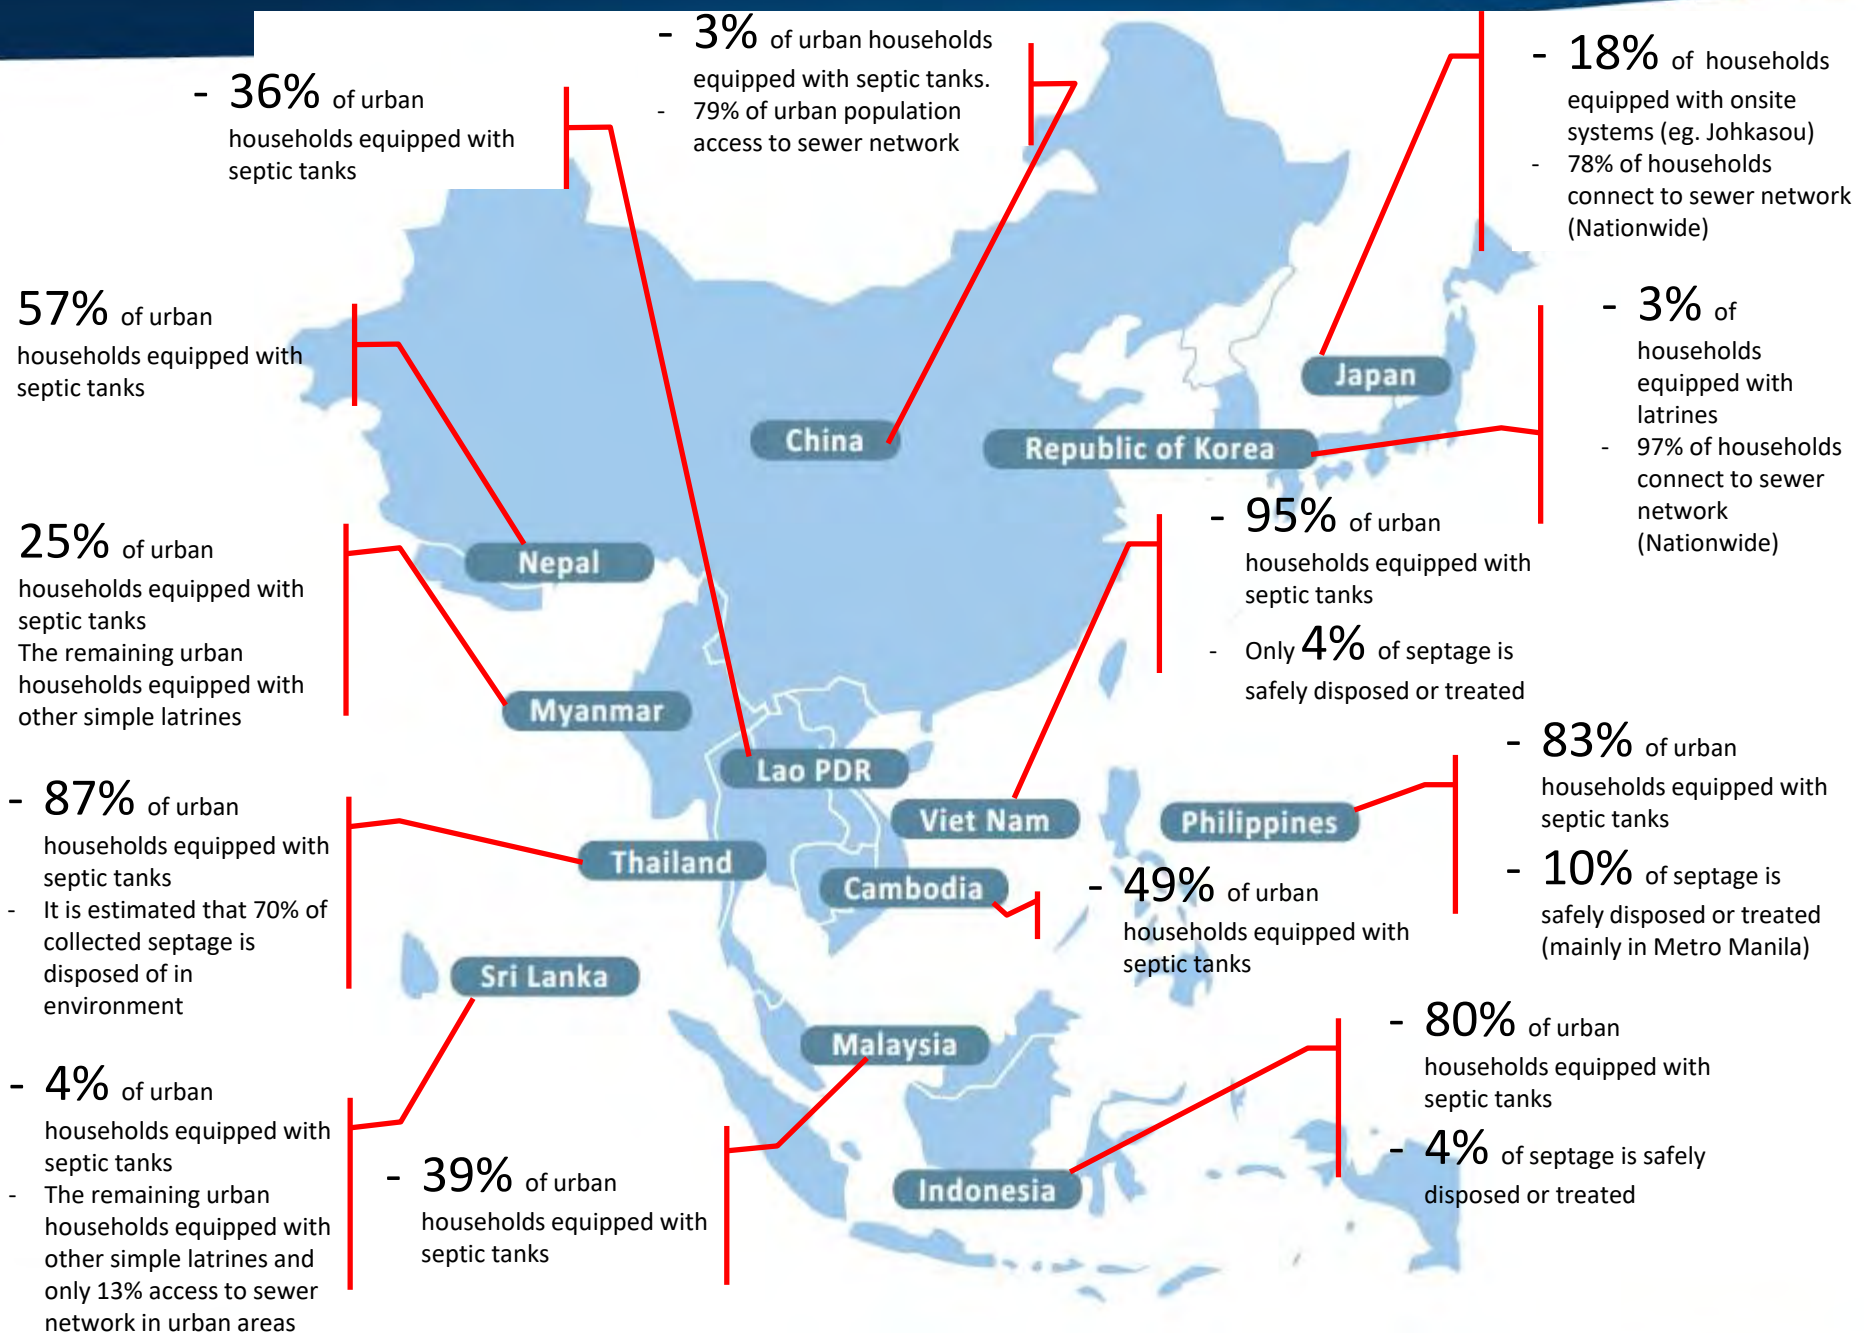 - 36% of urban
households equipped with
septic tanks
- 3% of urban households
equipped with septic tanks.
- 79% of urban population
access to sewer network
- 18% of households
equipped with onsite
systems (eg. Johkasou)
- 78% of households
connect to sewer network
(Nationwide)
57% of urban
households equipped with
septic tanks
- 3% of
households
equipped with
latrines
- 97% of households
connect to sewer
network
(Nationwide)
Japan
China
Republic of Korea
25% of urban
households equipped with
septic tanks
The remaining urban
households equipped with
other simple latrines
Nepal
- 95% of urban
households equipped with
septic tanks
- Only 4% of septage is
safely disposed or treated
Myanmar
Lao PDR
- 87% of urban
households equipped with
septic tanks
- It is estimated that 70% of
collected septage is
disposed of in
environment
Viet Nam
Philippines
- 83% of urban
households equipped with
septic tanks
- 10% of septage is
safely disposed or treated
(mainly in Metro Manila)
Thailand
Cambodia
- 49% of urban
households equipped with
septic tanks
Sri Lanka
Malaysia
- 80% of urban
households equipped with
septic tanks
- 4% of septage is safely
disposed or treated
- 4% of urban
households equipped with
septic tanks
- The remaining urban
households equipped with
other simple latrines and
only 13% access to sewer
network in urban areas
- 39% of urban
households equipped with
septic tanks
Indonesia